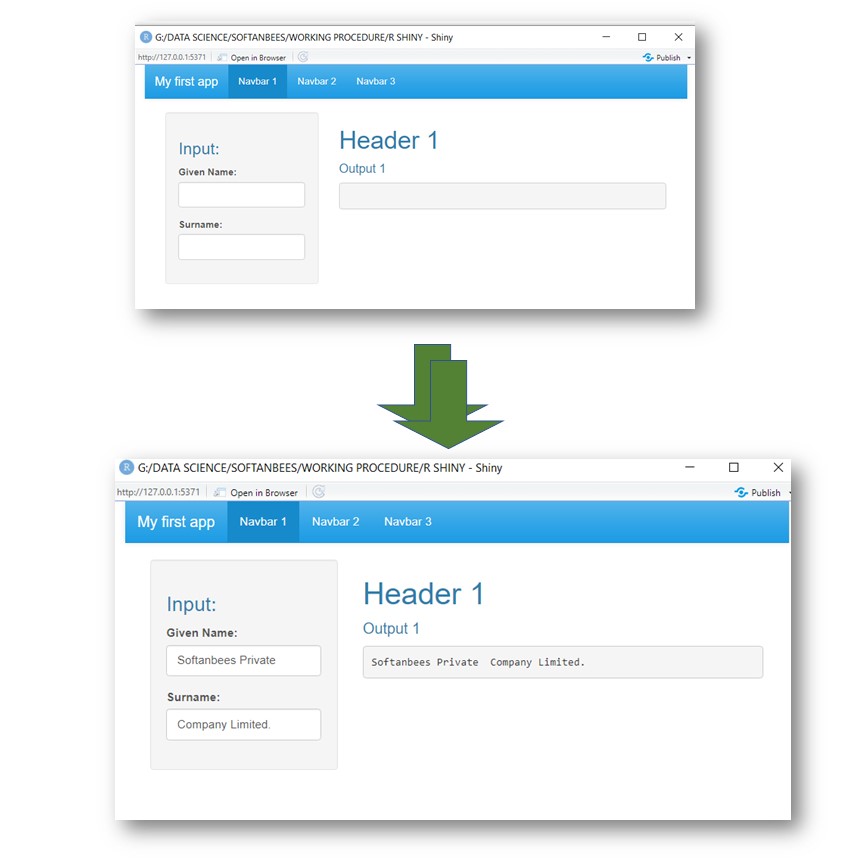 R G:/DATA SCIENCE/SOFTANBEES/WORKING PROCEDURE/R SHINY - Shiny
http://127.0.0.1:5371 Open in Browser Publish
My first app Navbar 1 Navbar 2 Navbar 3
Input:
Given Name:
Surname:
Header 1
Output 1
R G:/DATA SCIENCE/SOFTANBEES/WORKING PROCEDURE/R SHINY - Shiny
http://127.0.0.1:5371 Open in Browser Publish
My first app Navbar 1 Navbar 2 Navbar 3
Input:
Given Name:
Softanbees Private
Surname:
Company Limited.
Header 1
Output 1
Softanbees Private  Company Limited.